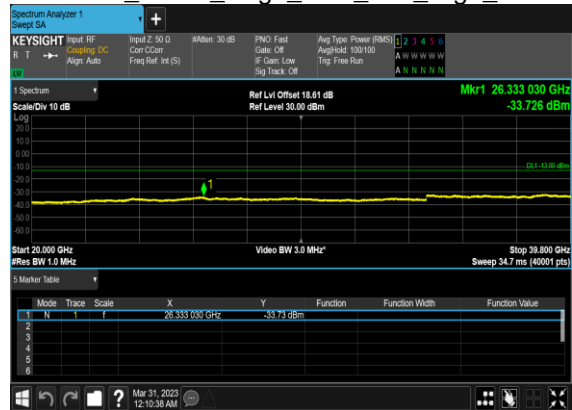 Spectrum Analyzer 1
Swept SA
KEYSIGHT
R T
Input: RF
Coupling: DC
Align: Auto
Input Z: 50 Ω
Corr CCorr
Freq Ref: Int (S)
#Atten: 30 dB
PNO: Fast
Gate: Off
IF Gain: Low
Sig Track: Off
Avg Type: Power (RMS)
Avg|Hold: 100/100
Trig: Free Run
1 2 3 4 5 6
A W W W W W
A N N N N N
1 Spectrum
Scale/Div 10 dB
Ref Lvl Offset 18.61 dB
Ref Level 30.00 dBm
Mkr1 26.333 030 GHz
-33.726 dBm
Log
20.0
10.0
0.00
-10.0
-20.0
-30.0
-40.0
-50.0
-60.0
DL1 -13.00 dBm
1
Start 20.000 GHz
#Res BW 1.0 MHz
Video BW 3.0 MHz*
Stop 39.800 GHz
Sweep 34.7 ms (40001 pts)
5 Marker Table
Mode Trace Scale X Y Function Function Width Function Value
1 N 1 f 26.333 030 GHz -33.73 dBm
2
3
4
5
6
?
Mar 31, 2023
12:10:38 AM